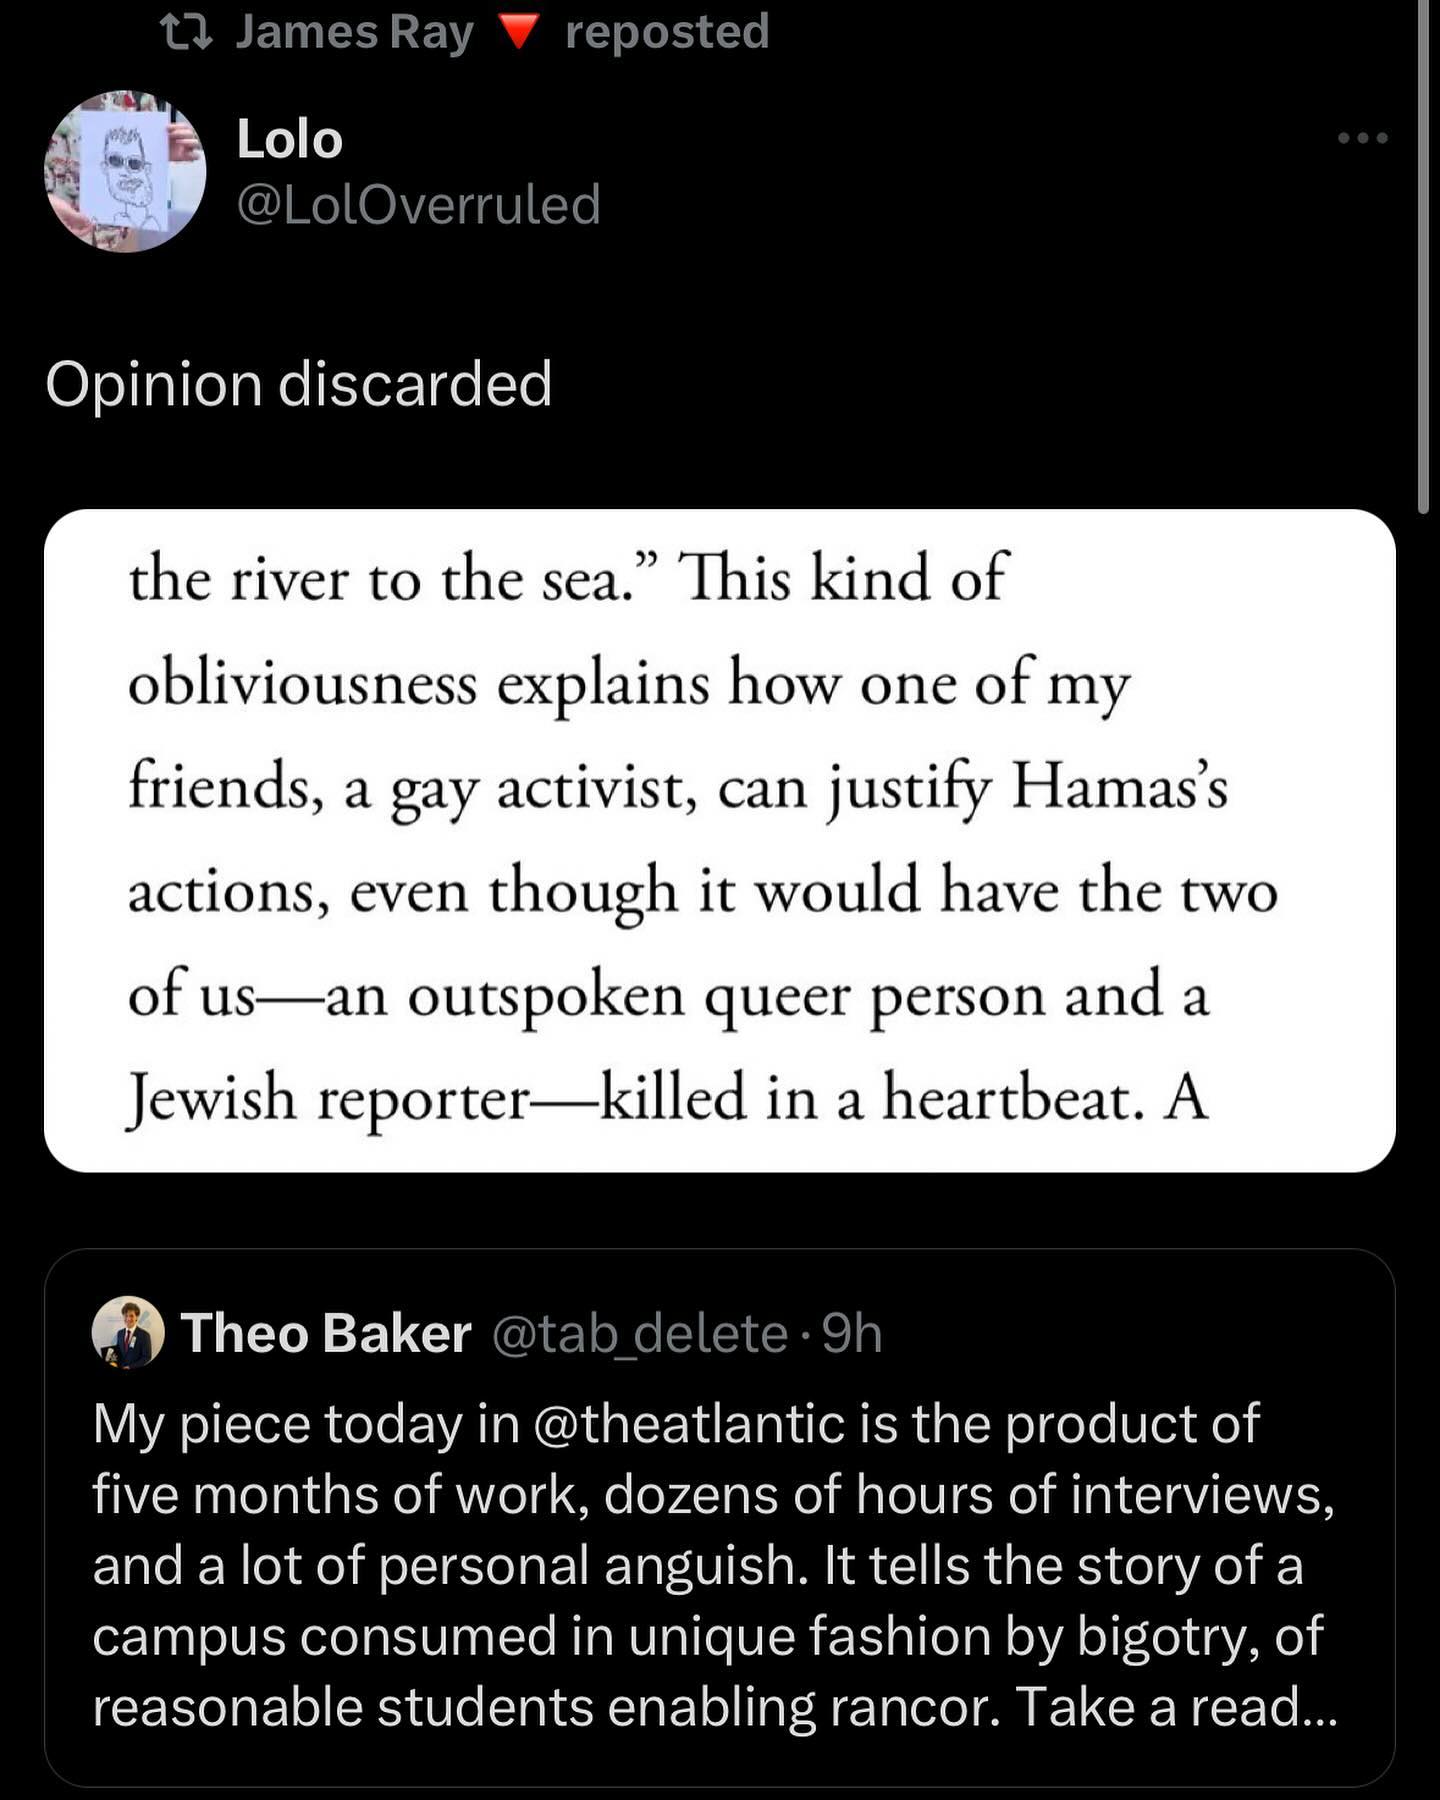 James Ray 🔻 reposted
Lolo
@LolOverruled
Opinion discarded
the river to the sea.” This kind of
obliviousness explains how one of my
friends, a gay activist, can justify Hamas’s
actions, even though it would have the two
of us—an outspoken queer person and a
Jewish reporter—killed in a heartbeat. A
Theo Baker @tab_delete · 9h
My piece today in @theatlantic is the product of
five months of work, dozens of hours of interviews,
and a lot of personal anguish. It tells the story of a
campus consumed in unique fashion by bigotry, of
reasonable students enabling rancor. Take a read...